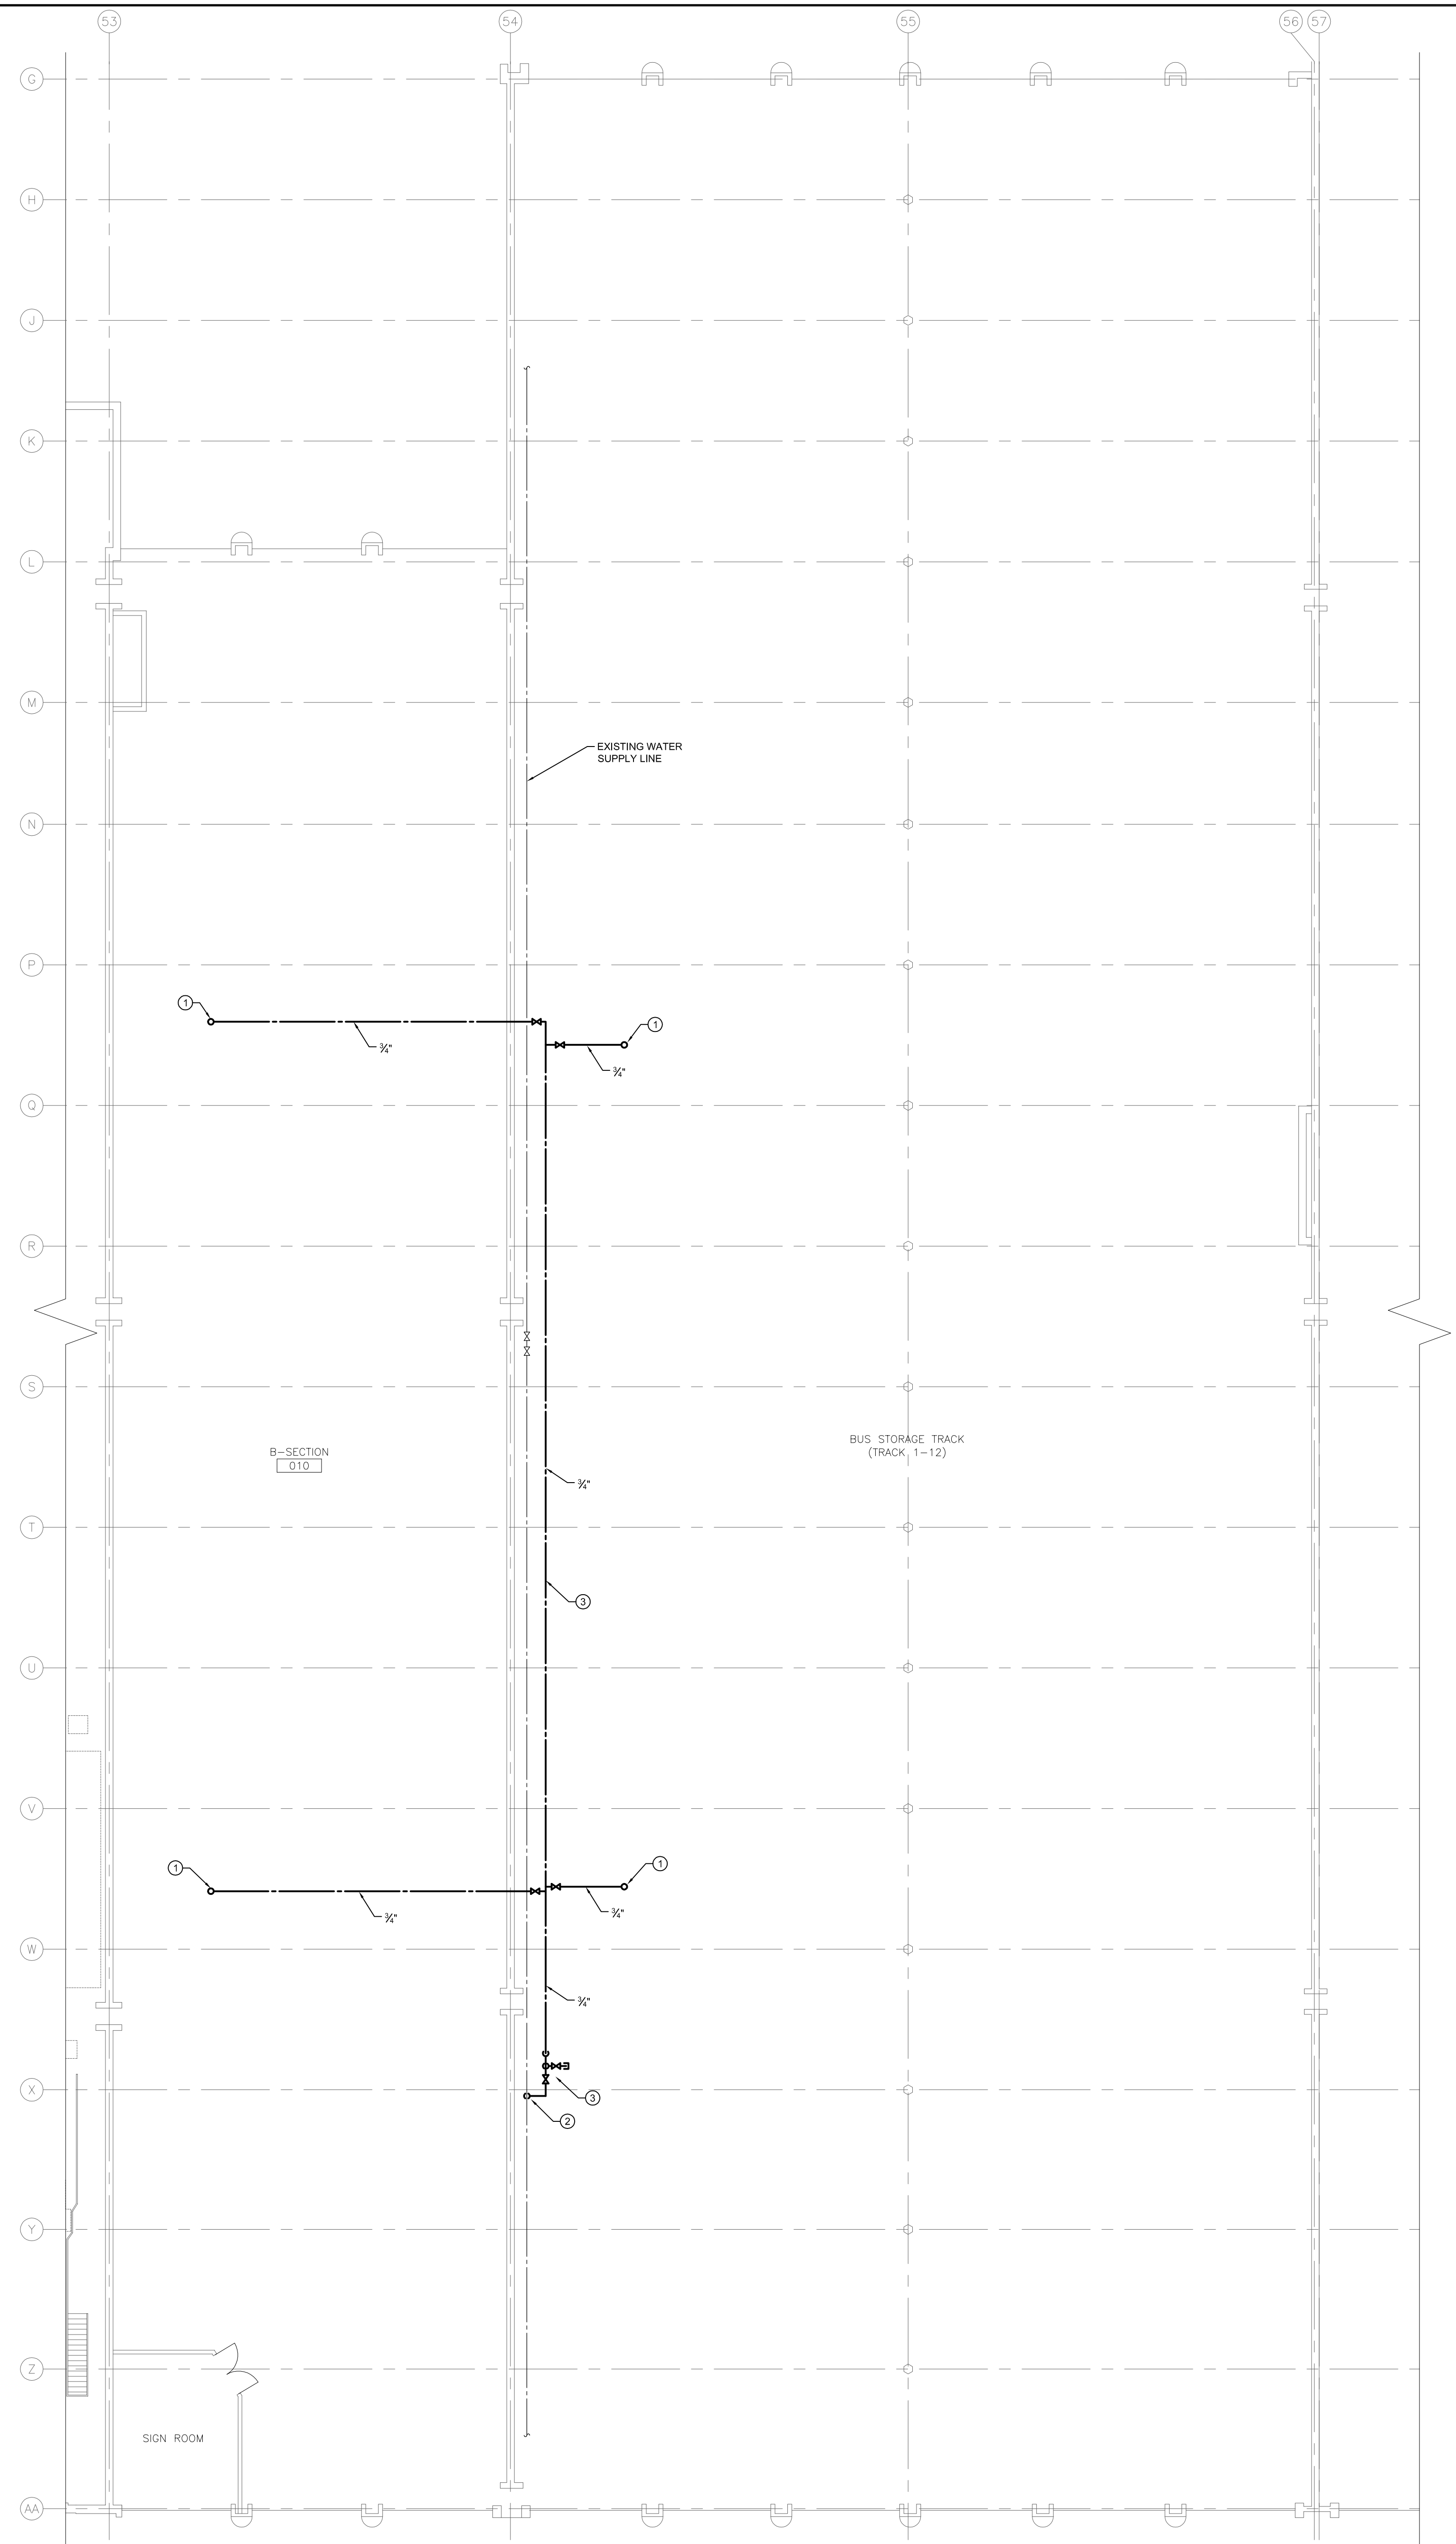 53 54 55 56 57
G
H
J
K
L
M
EXISTING WATER
SUPPLY LINE
N
P
1
1
3/4"
3/4"
Q
R
S
BUS STORAGE TRACK
(TRACK 1-12)
B-SECTION
010
3/4"
T
3
U
V
1
1
3/4"
3/4"
W
3/4"
X
3
2
Y
Z
SIGN ROOM
AA